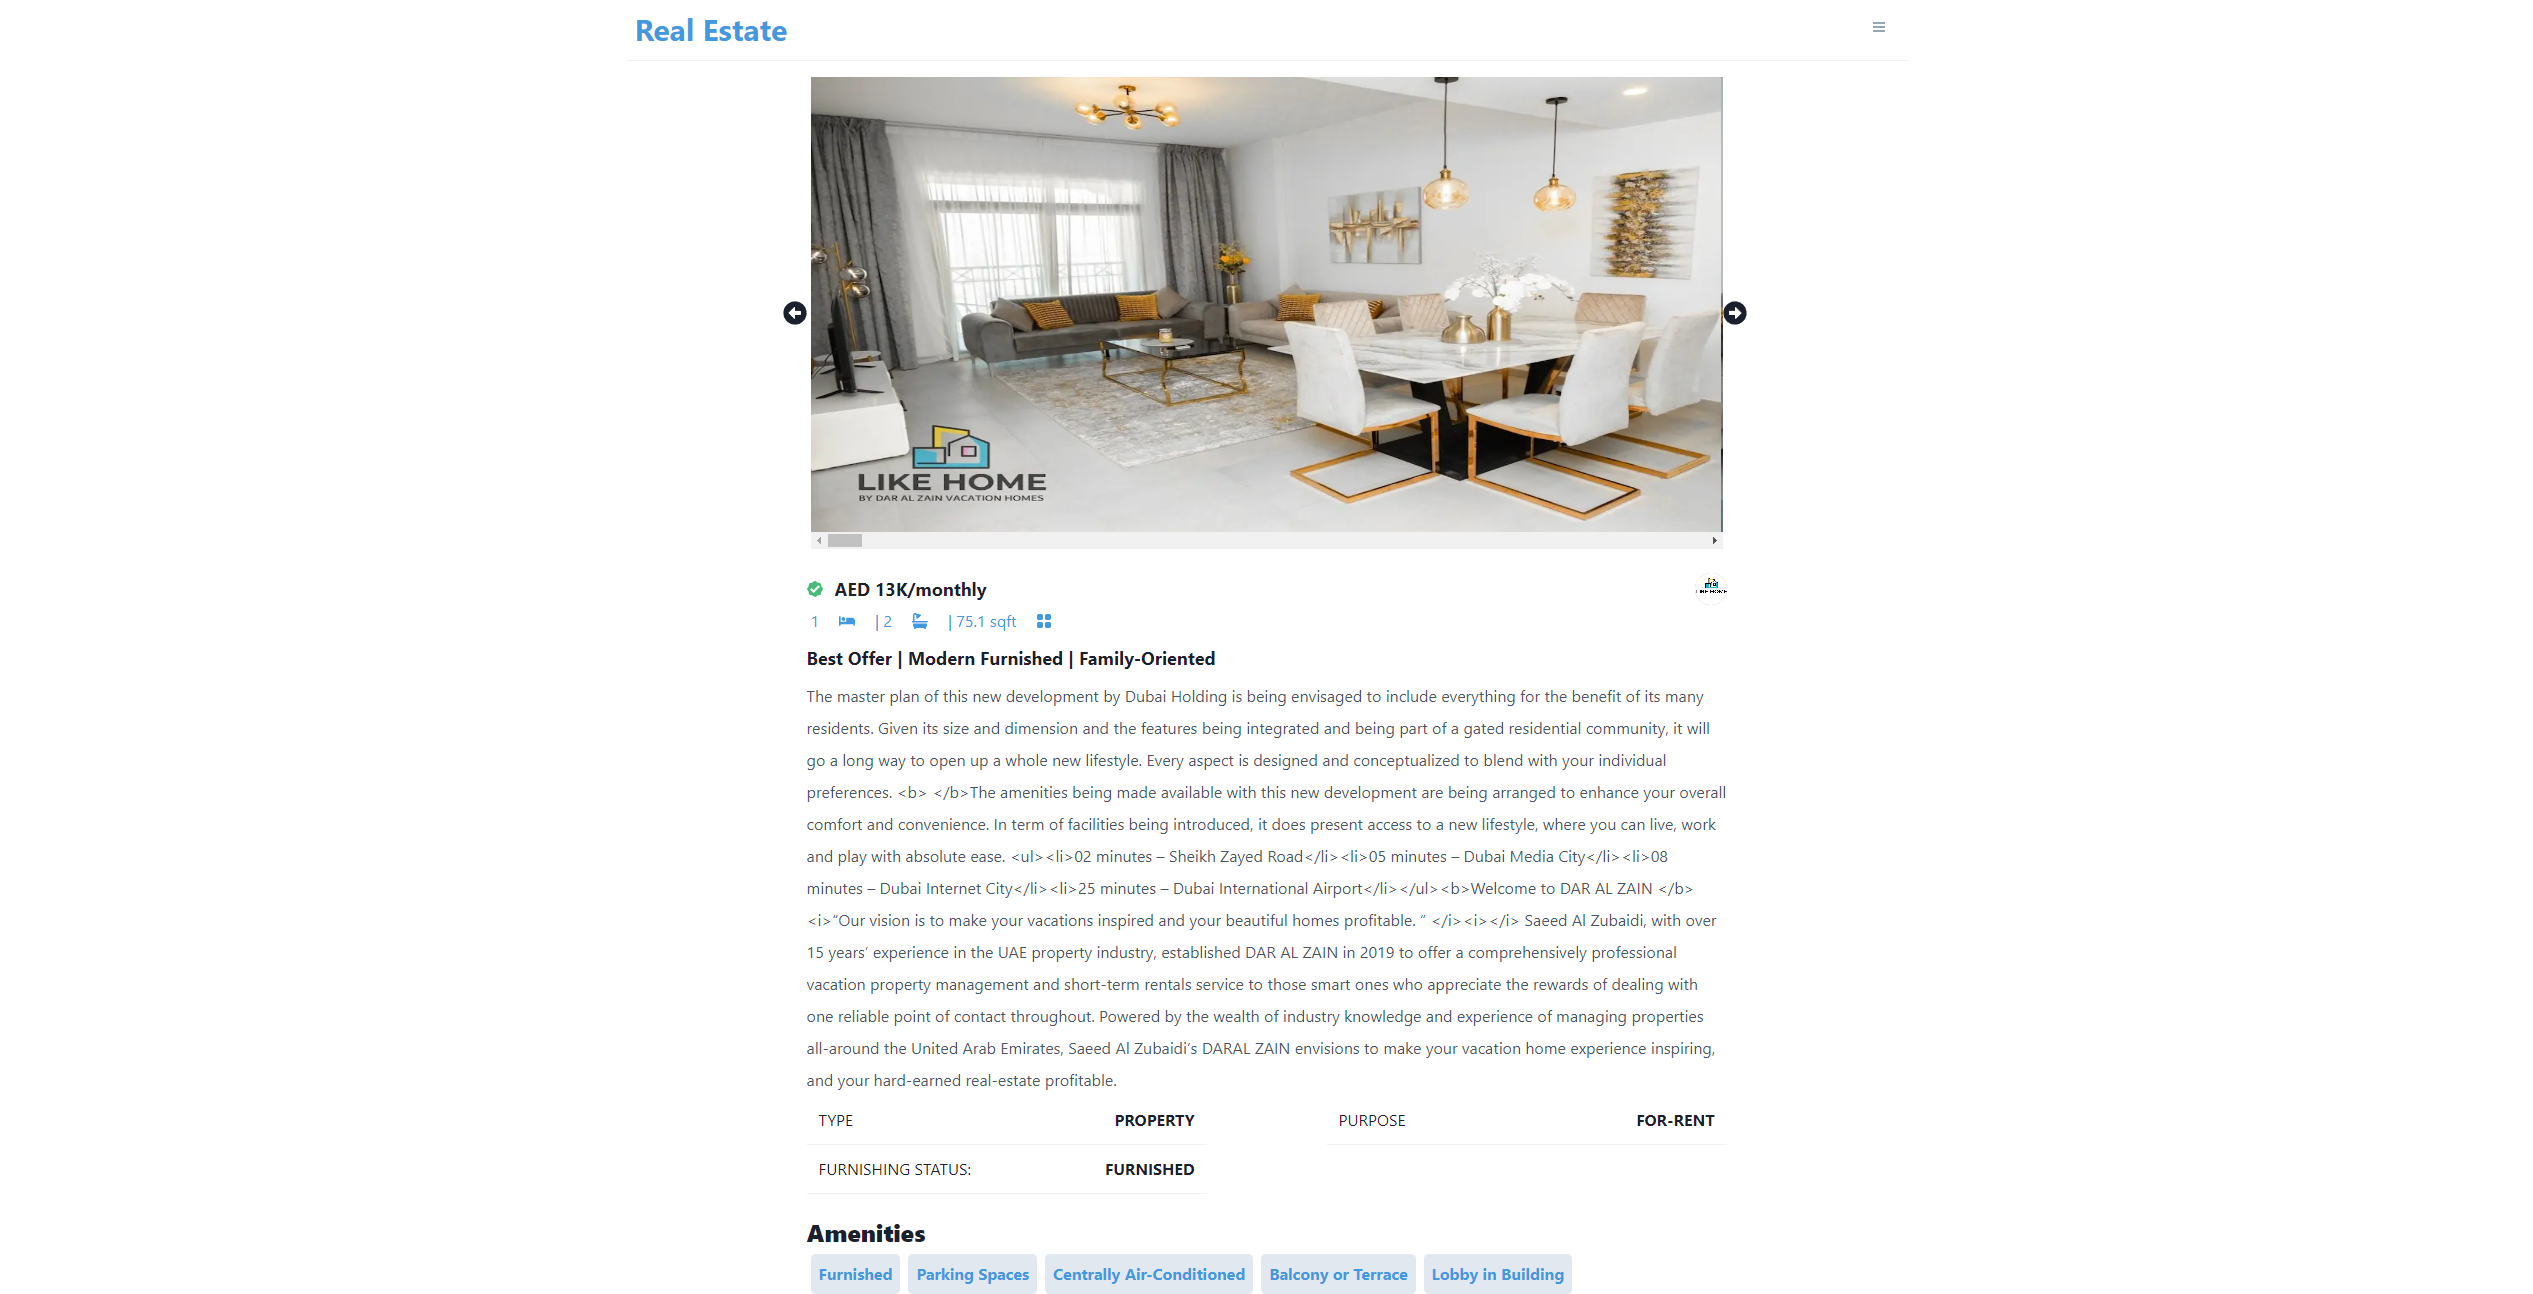 Real Estate
LIKE HOME
BY DAR AL ZAIN VACATION HOMES
AED 13K/monthly
LIKE HOME
1 | 2 | 75.1 sqft
Best Offer | Modern Furnished | Family-Oriented
The master plan of this new development by Dubai Holding is being envisaged to include everything for the benefit of its many
residents. Given its size and dimension and the features being integrated and being part of a gated residential community, it will
go a long way to open up a whole new lifestyle. Every aspect is designed and conceptualized to blend with your individual
preferences. <b> </b>The amenities being made available with this new development are being arranged to enhance your overall
comfort and convenience. In term of facilities being introduced, it does present access to a new lifestyle, where you can live, work
and play with absolute ease. <ul><li>02 minutes – Sheikh Zayed Road</li><li>05 minutes – Dubai Media City</li><li>08
minutes – Dubai Internet City</li><li>25 minutes – Dubai International Airport</li></ul><b>Welcome to DAR AL ZAIN </b>
<i>“Our vision is to make your vacations inspired and your beautiful homes profitable. ” </i><i></i> Saeed Al Zubaidi, with over
15 years’ experience in the UAE property industry, established DAR AL ZAIN in 2019 to offer a comprehensively professional
vacation property management and short-term rentals service to those smart ones who appreciate the rewards of dealing with
one reliable point of contact throughout. Powered by the wealth of industry knowledge and experience of managing properties
all-around the United Arab Emirates, Saeed Al Zubaidi’s DARAL ZAIN envisions to make your vacation home experience inspiring,
and your hard-earned real-estate profitable.
TYPE PROPERTY PURPOSE FOR-RENT
FURNISHING STATUS: FURNISHED
Amenities
Furnished Parking Spaces Centrally Air-Conditioned Balcony or Terrace Lobby in Building